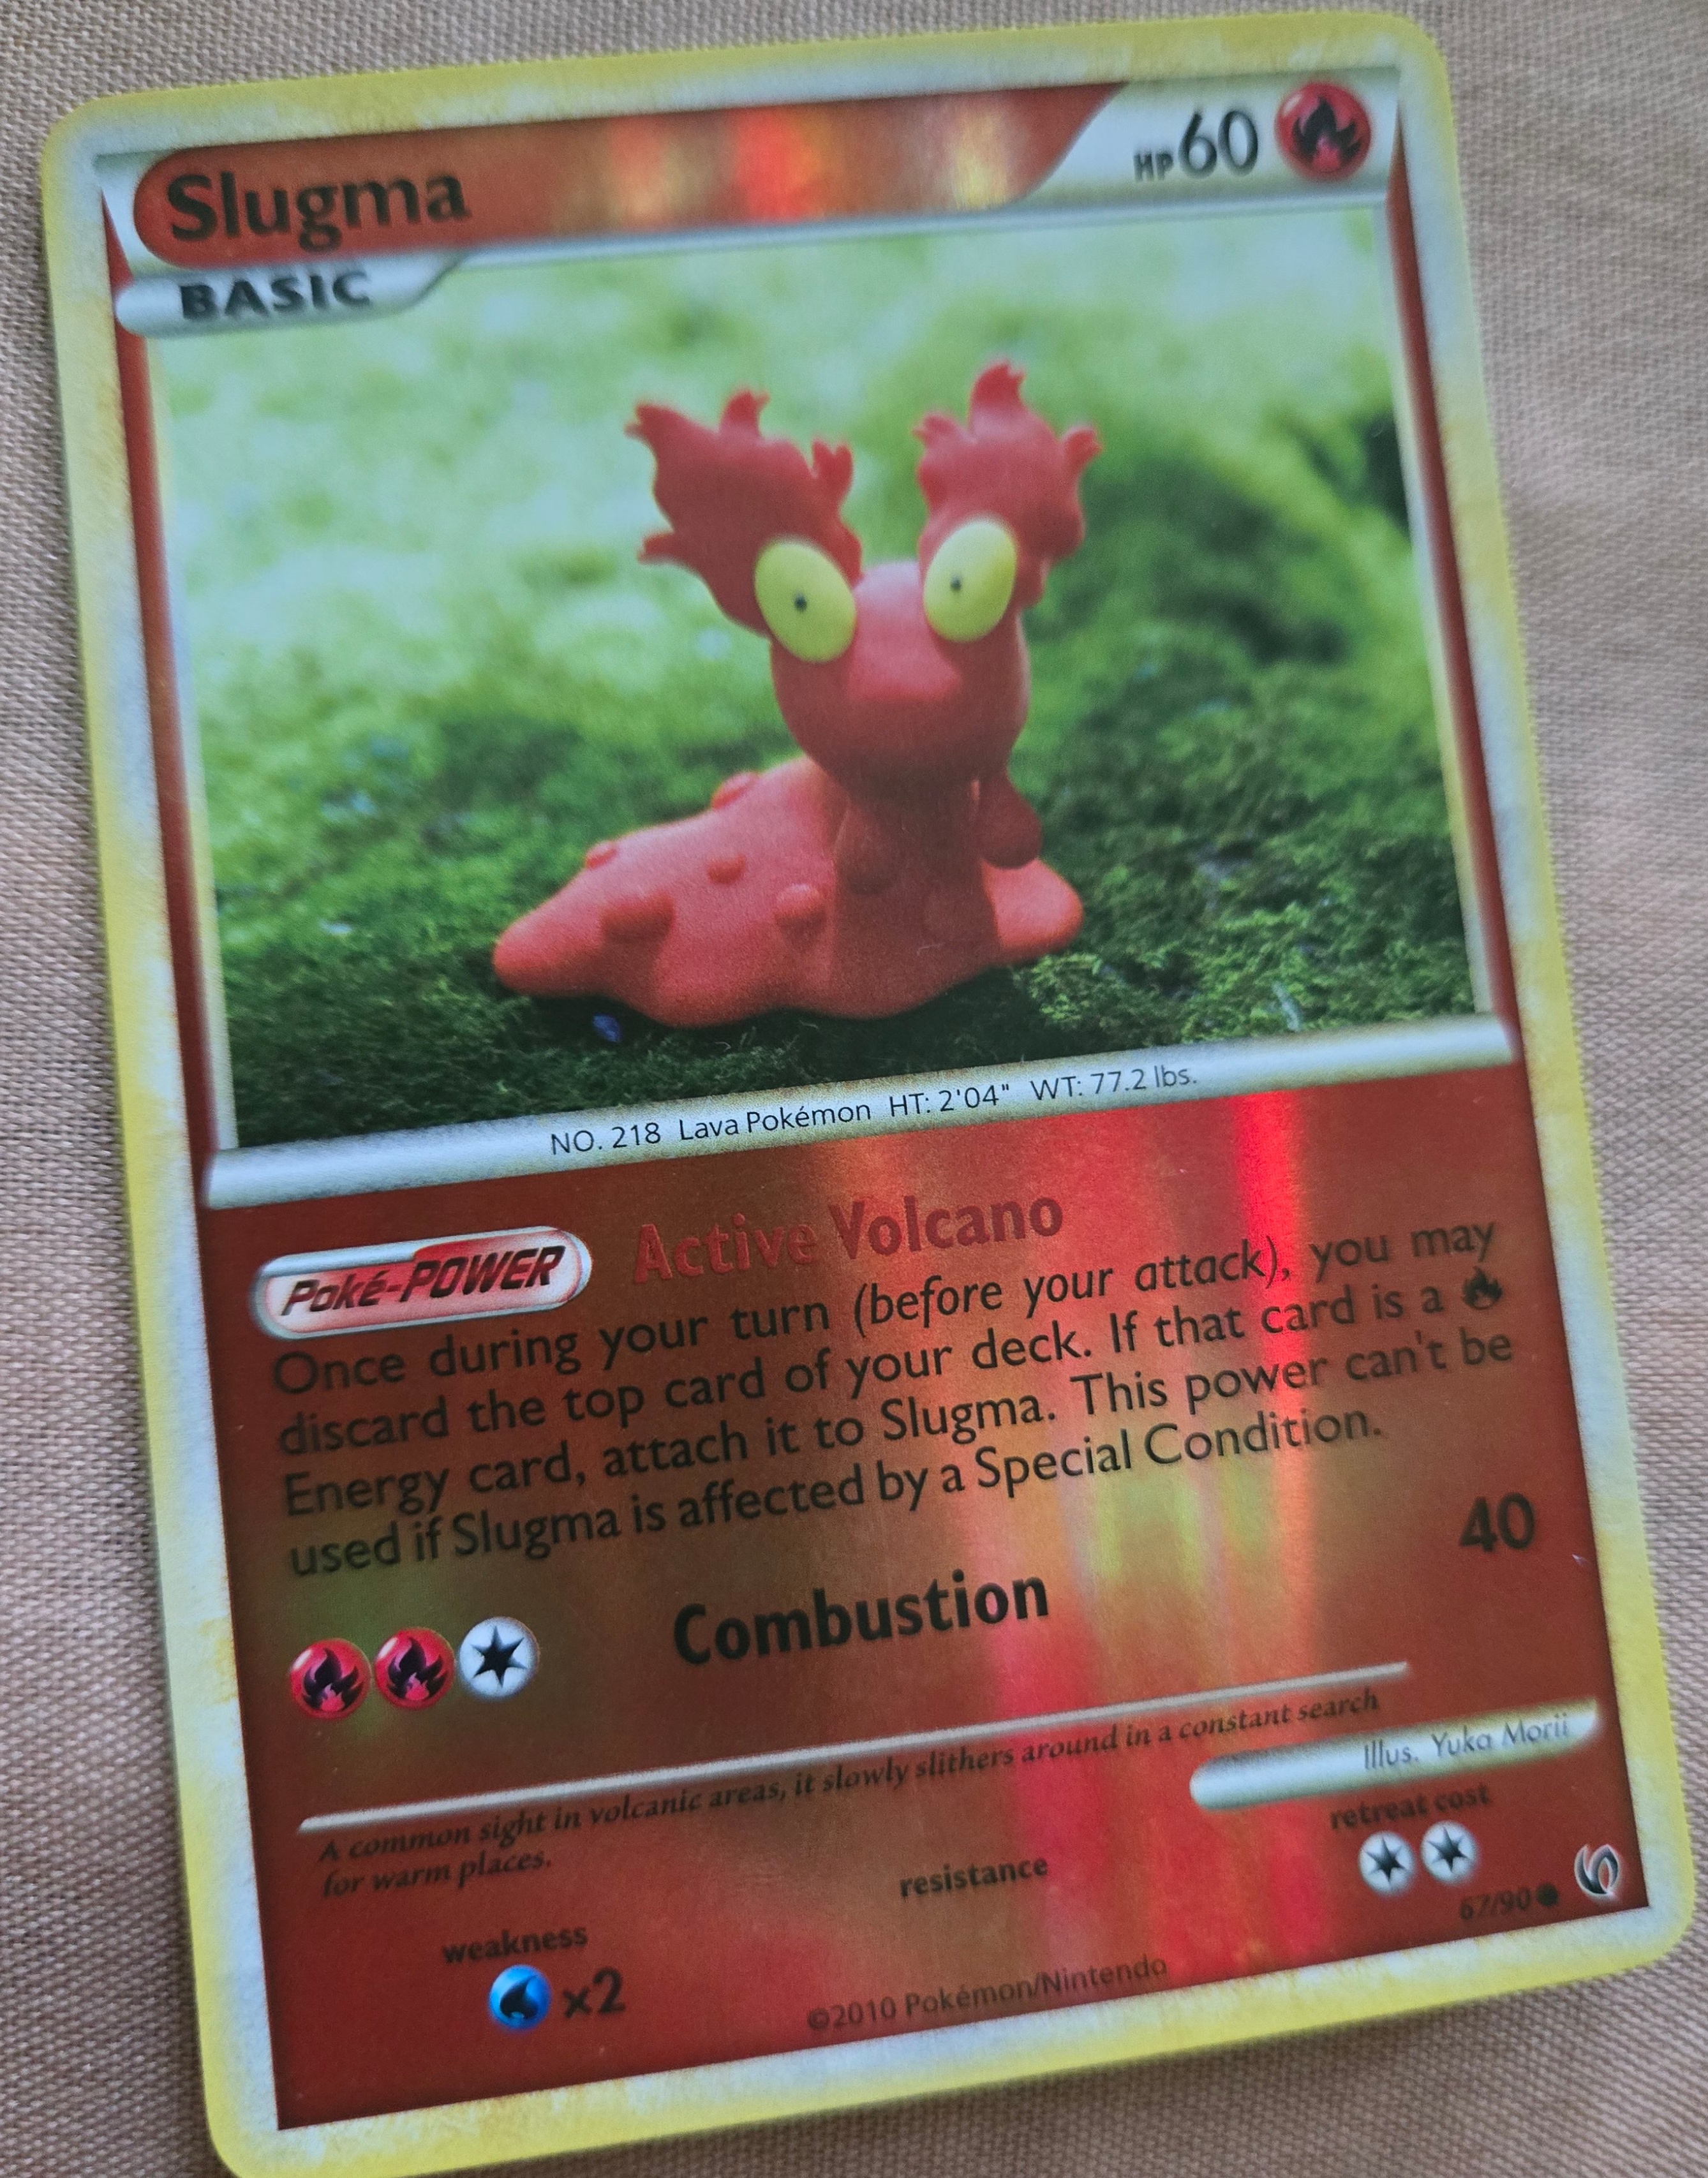 Slugma
HP 60
BASIC
NO. 218 Lava Pokémon HT: 2'04" WT: 77.2 lbs.
Poké-POWER Active Volcano
Once during your turn (before your attack), you may
discard the top card of your deck. If that card is a
Energy card, attach it to Slugma. This power can't be
used if Slugma is affected by a Special Condition.
Combustion 40
A common sight in volcanic areas, it slowly slithers around in a constant search
for warm places.
Illus. Yuka Morii
weakness
x2
resistance
retreat cost
67/90
©2010 Pokémon/Nintendo